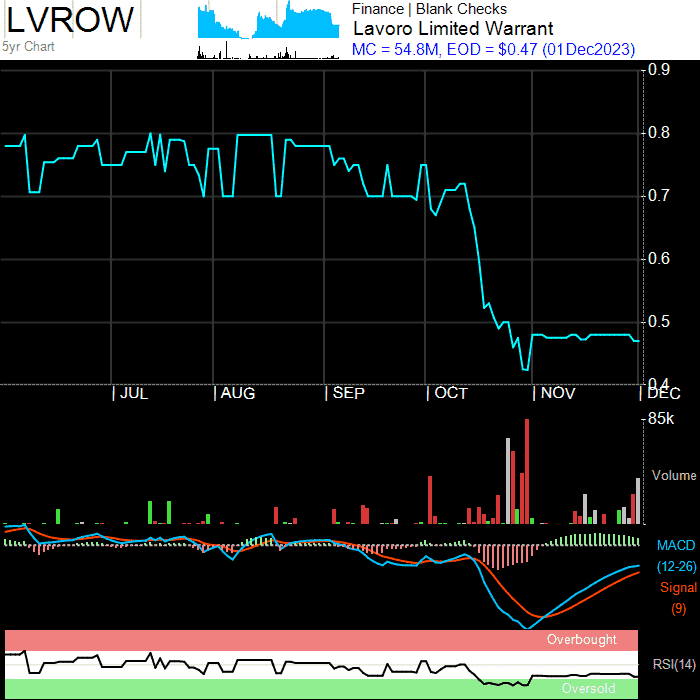 LVROW
5yr Chart
Finance | Blank Checks
Lavoro Limited Warrant
MC = 54.8M, EOD = $0.47 (01Dec2023)
0.9
0.8
0.7
0.6
0.5
0.4
JUL
AUG
SEP
OCT
NOV
DEC
85k
Volume
MACD
(12-26)
Signal
(9)
Overbought
RSI(14)
Oversold